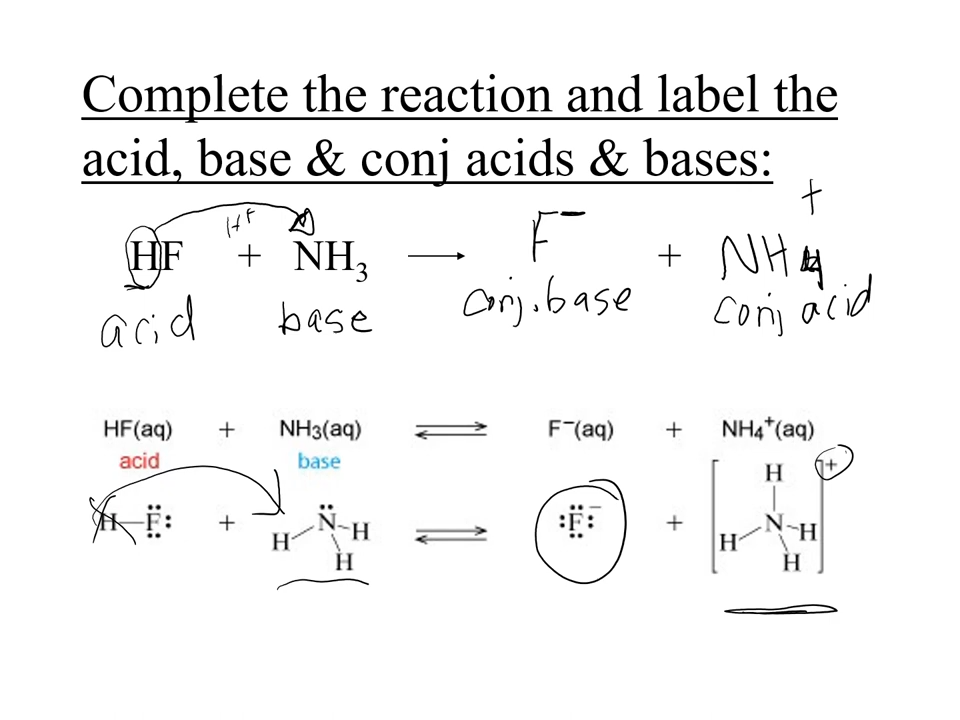 Complete the reaction and label the
acid, base & conj acids & bases:
HF + NH₃ → F⁻ + NH₄⁺
acid base conj. base conj acid
HF(aq) + NH₃(aq) ⇌ F⁻(aq) + NH₄⁺(aq)
acid base
H–F: + N H H H ⇌ :F:⁻ + [H N H H H]⁺